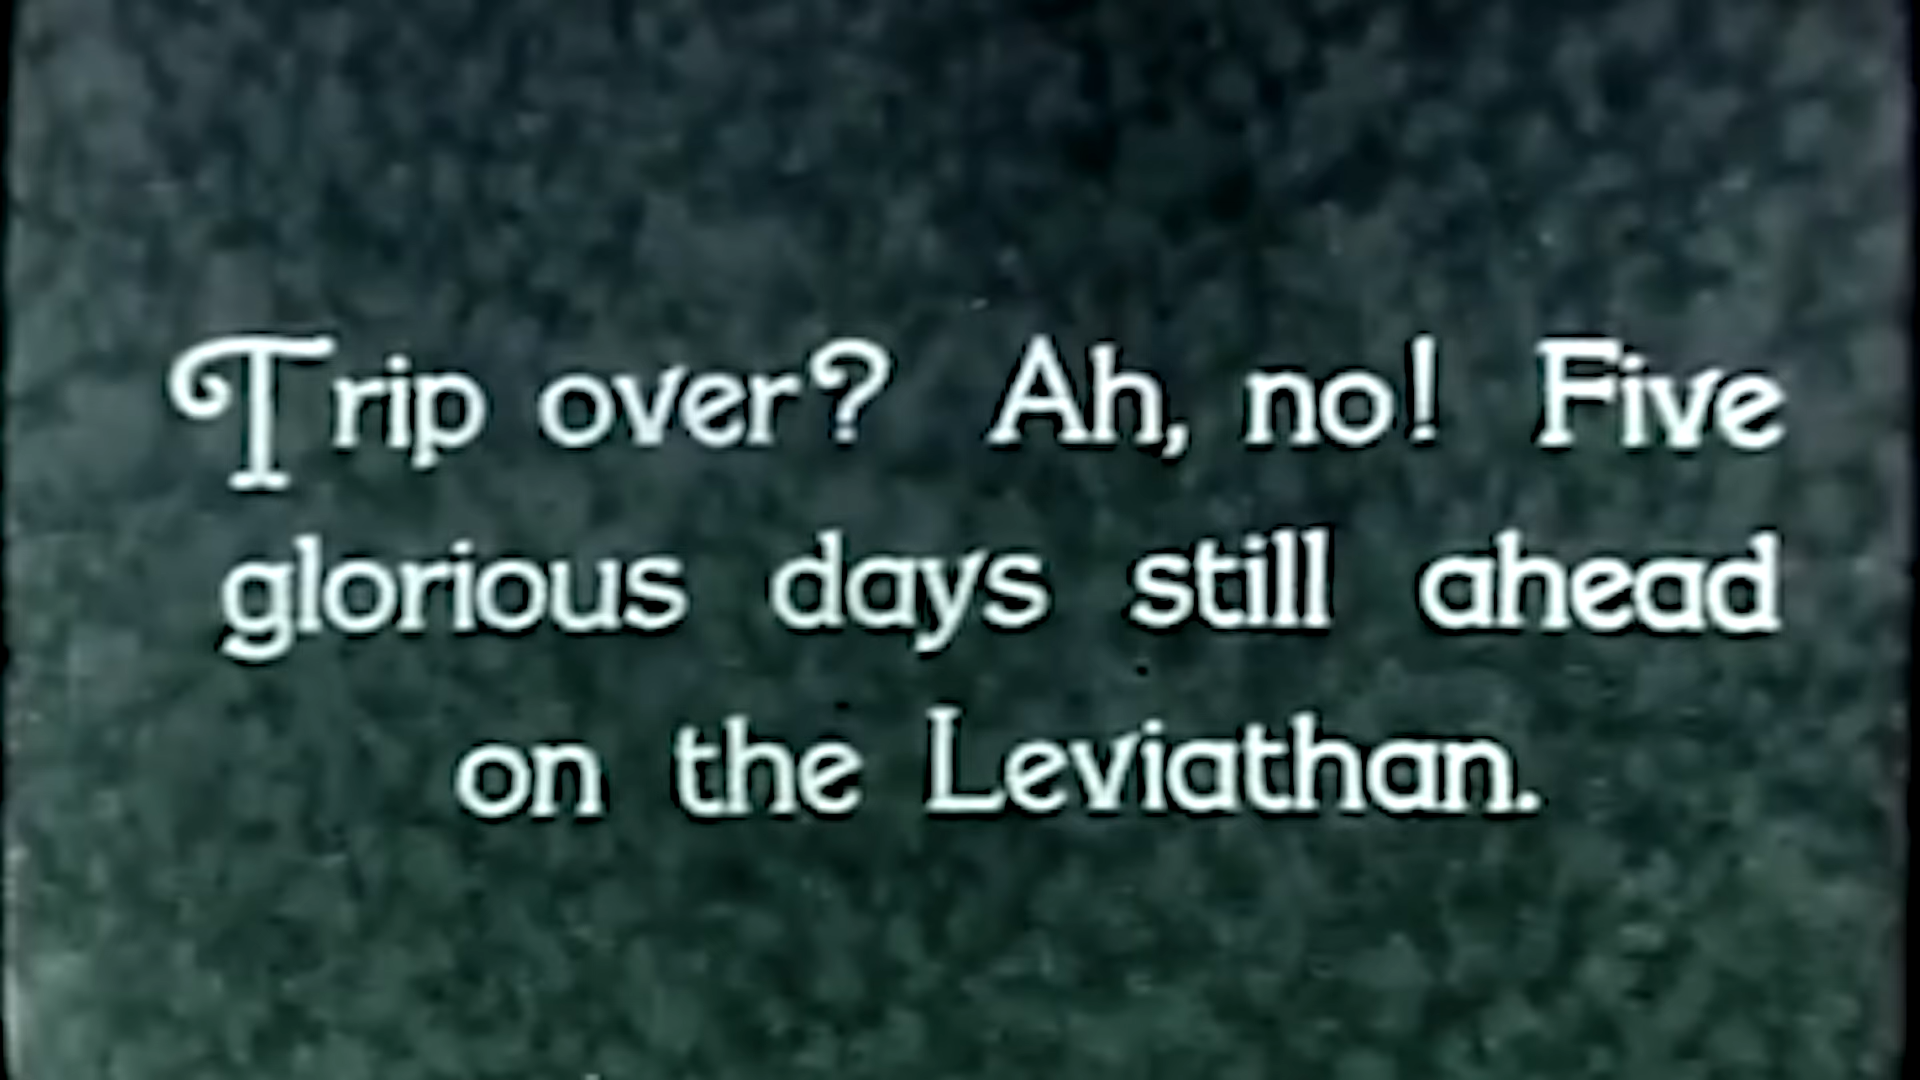 Trip over? Ah, no! Five
glorious days still ahead
on the Leviathan.